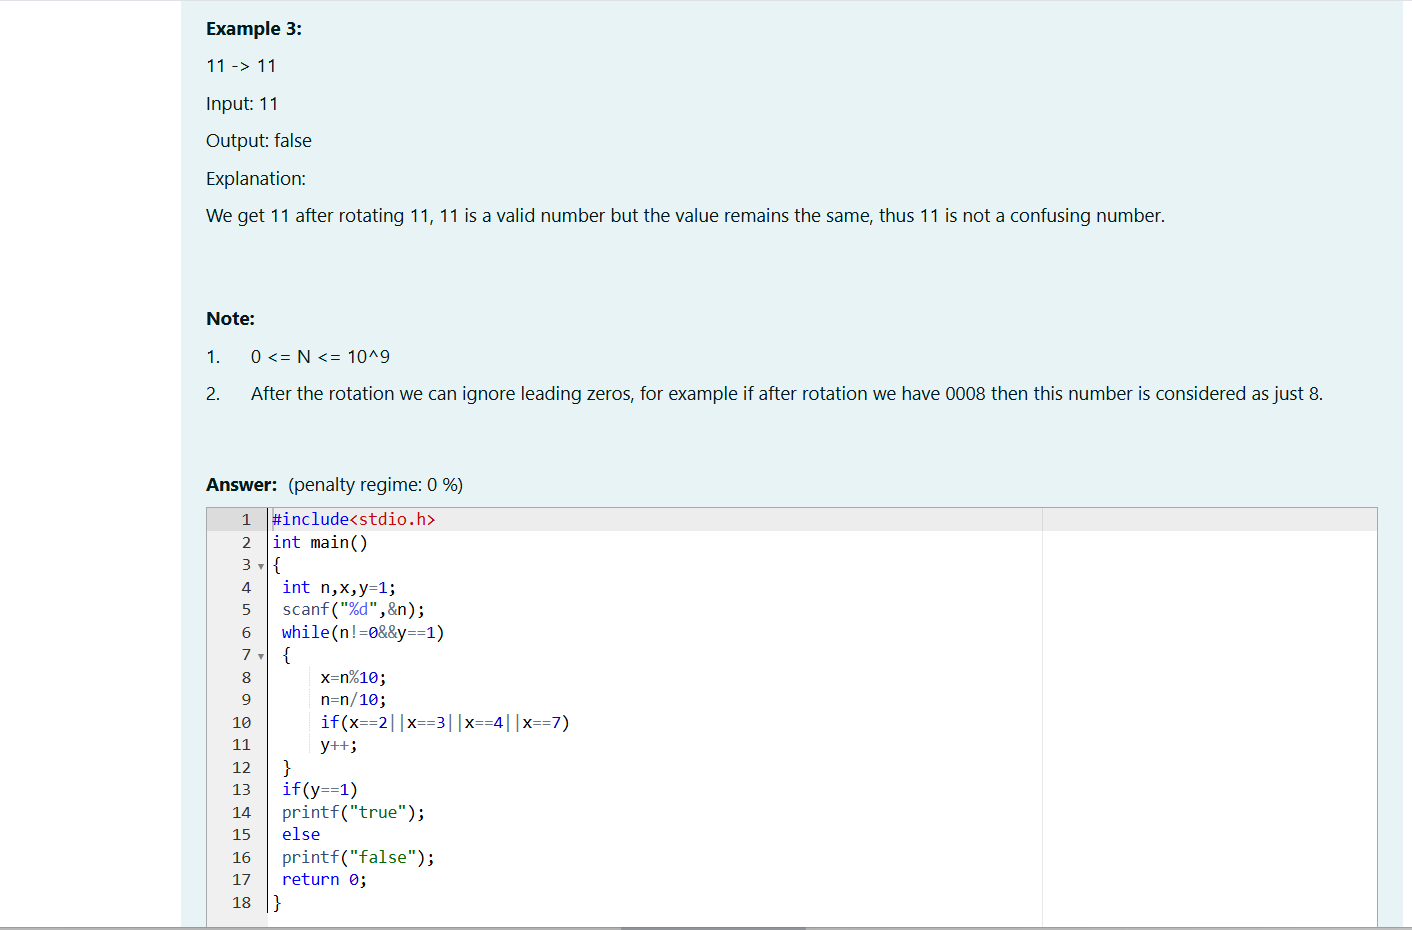 Example 3:
11 -> 11
Input: 11
Output: false
Explanation:
We get 11 after rotating 11, 11 is a valid number but the value remains the same, thus 11 is not a confusing number.
Note:
1. 0 <= N <= 10^9
2. After the rotation we can ignore leading zeros, for example if after rotation we have 0008 then this number is considered as just 8.
Answer: (penalty regime: 0 %)
1 #include<stdio.h>
2 int main()
3 {
4 int n,x,y=1;
5 scanf("%d",&n);
6 while(n!=0&&y==1)
7 {
8 x=n%10;
9 n=n/10;
10 if(x==2||x==3||x==4||x==7)
11 y++;
12 }
13 if(y==1)
14 printf("true");
15 else
16 printf("false");
17 return 0;
18 }